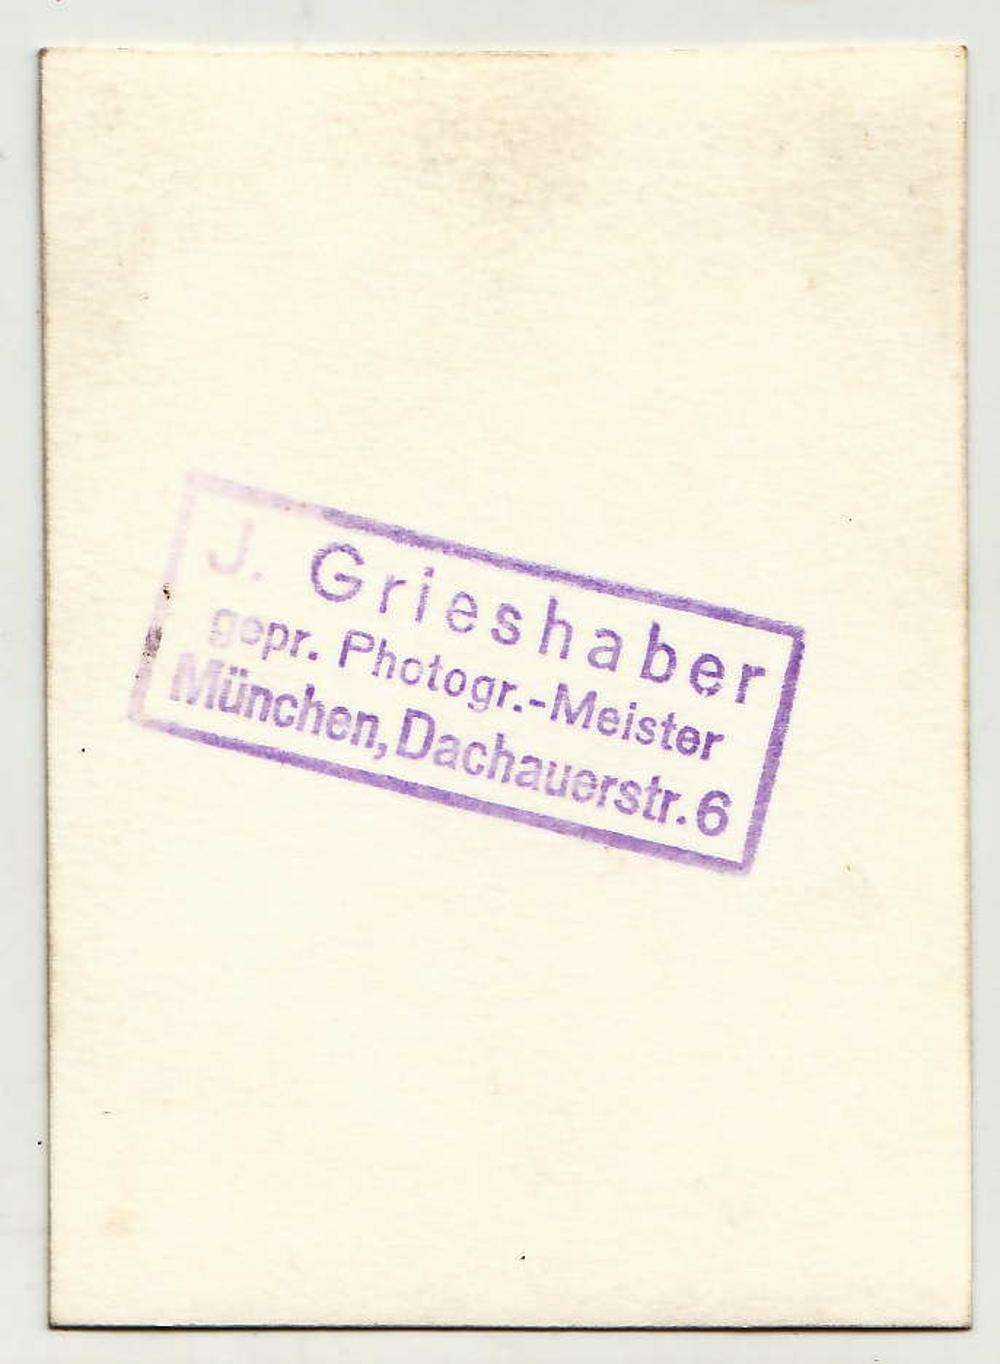 J. Grieshaber
gepr. Photogr.-Meister
München, Dachauerstr. 6